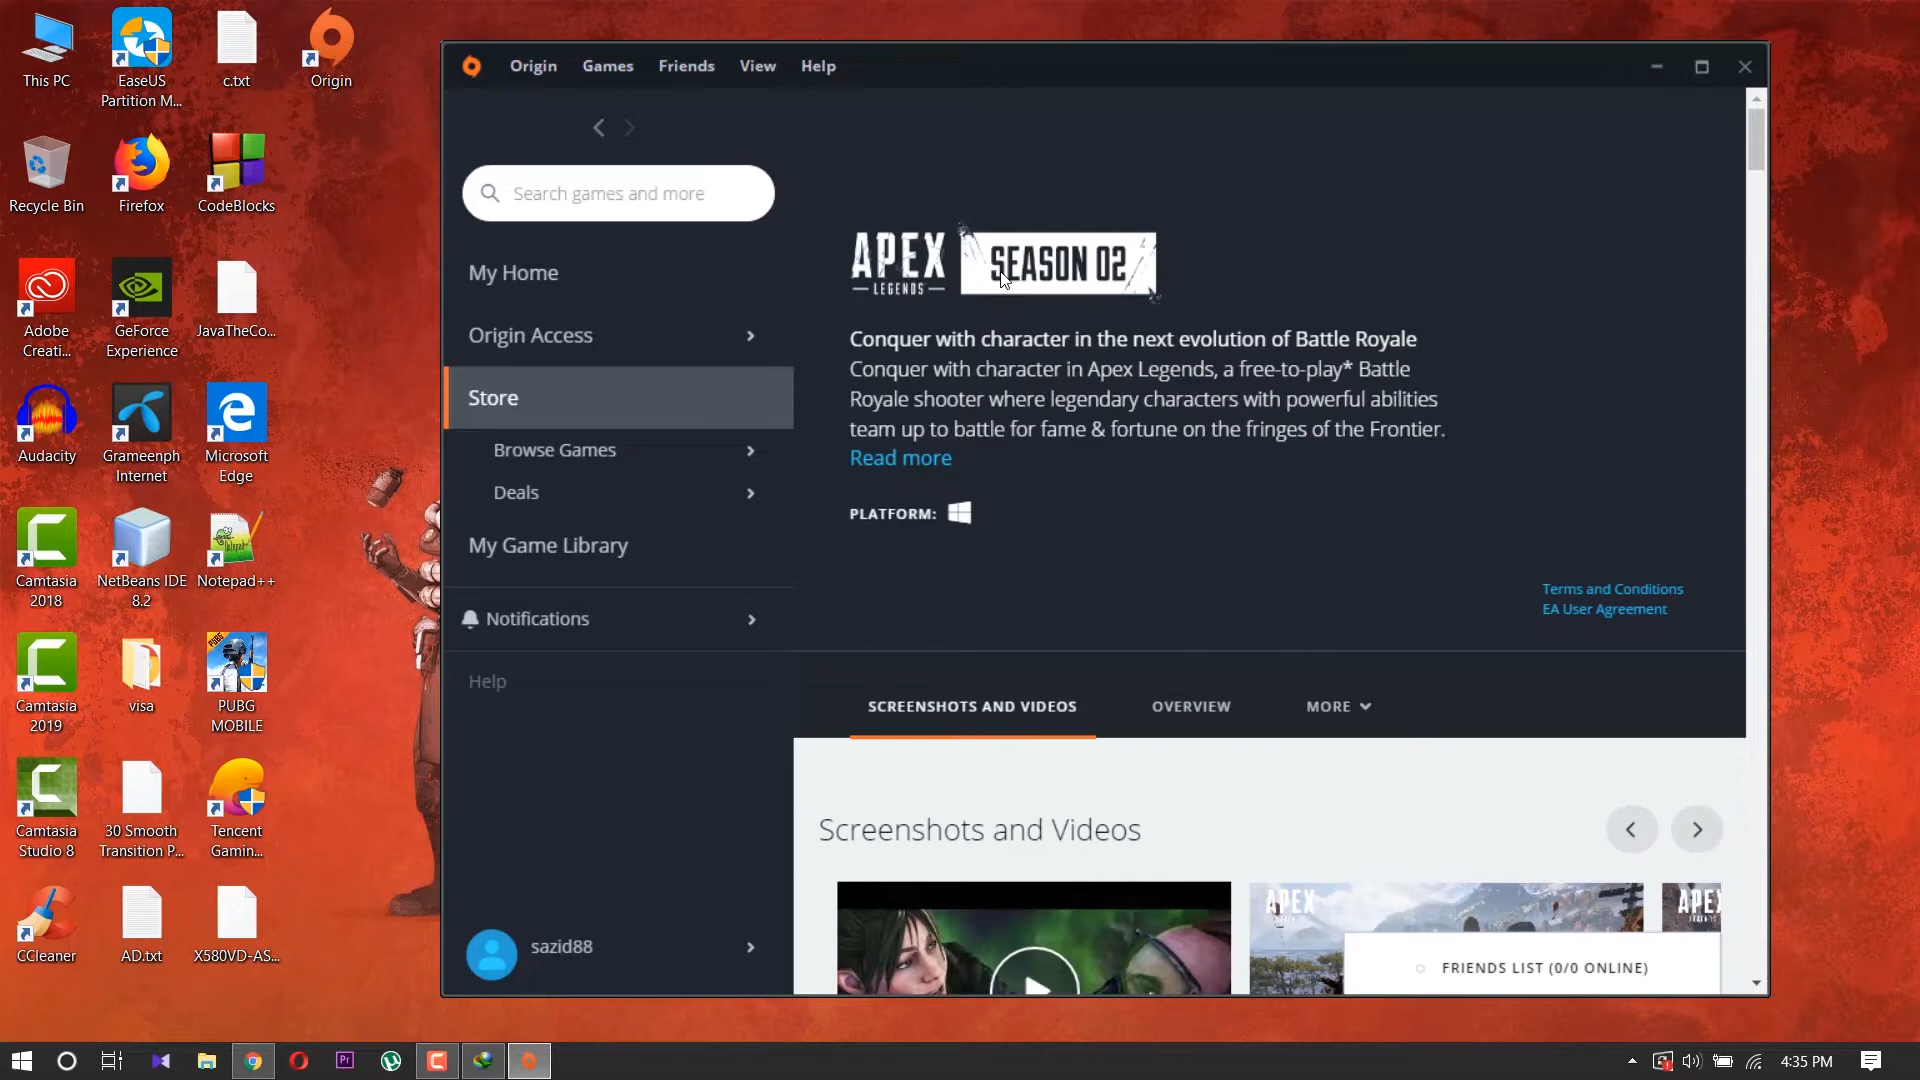 This PC
EaseUS
Partition M...
c.txt
Origin
Recycle Bin
Firefox
CodeBlocks
Adobe
Creati...
GeForce
Experience
JavaTheCo...
Audacity
Grameenph
Internet
Microsoft
Edge
Camtasia
2018
NetBeans IDE
8.2
Notepad++
Camtasia
2019
visa
PUBG
MOBILE
Camtasia
Studio 8
30 Smooth
Transition P...
Tencent
Gamin...
CCleaner
AD.txt
X580VD-AS...
Origin
Games
Friends
View
Help
Search games and more
My Home
Origin Access
Store
Browse Games
Deals
My Game Library
Notifications
Help
sazid88
APEX
LEGENDS
SEASON 02
Conquer with character in the next evolution of Battle Royale
Conquer with character in Apex Legends, a free-to-play* Battle
Royale shooter where legendary characters with powerful abilities
team up to battle for fame & fortune on the fringes of the Frontier.
Read more
PLATFORM:
Terms and Conditions
EA User Agreement
SCREENSHOTS AND VIDEOS
OVERVIEW
MORE
Screenshots and Videos
APEX
APEX
FRIENDS LIST (0/0 ONLINE)
Pr
4:35 PM